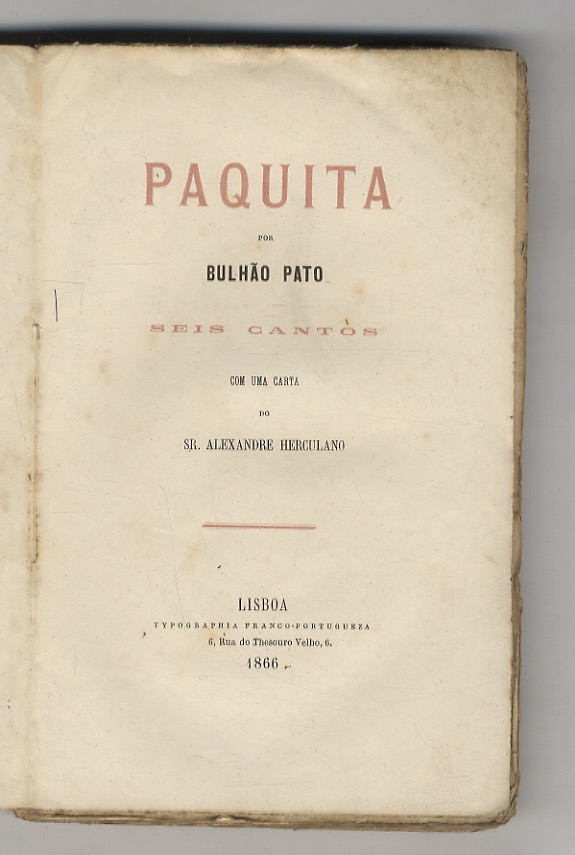 PAQUITA
POR
BULHÃO PATO
SEIS CANTOS
COM UMA CARTA
DO
SR. ALEXANDRE HERCULANO
LISBOA
TYPOGRAPHIA FRANCO-PORTUGUEZA
6, Rua do Thesouro Velho, 6.
1866